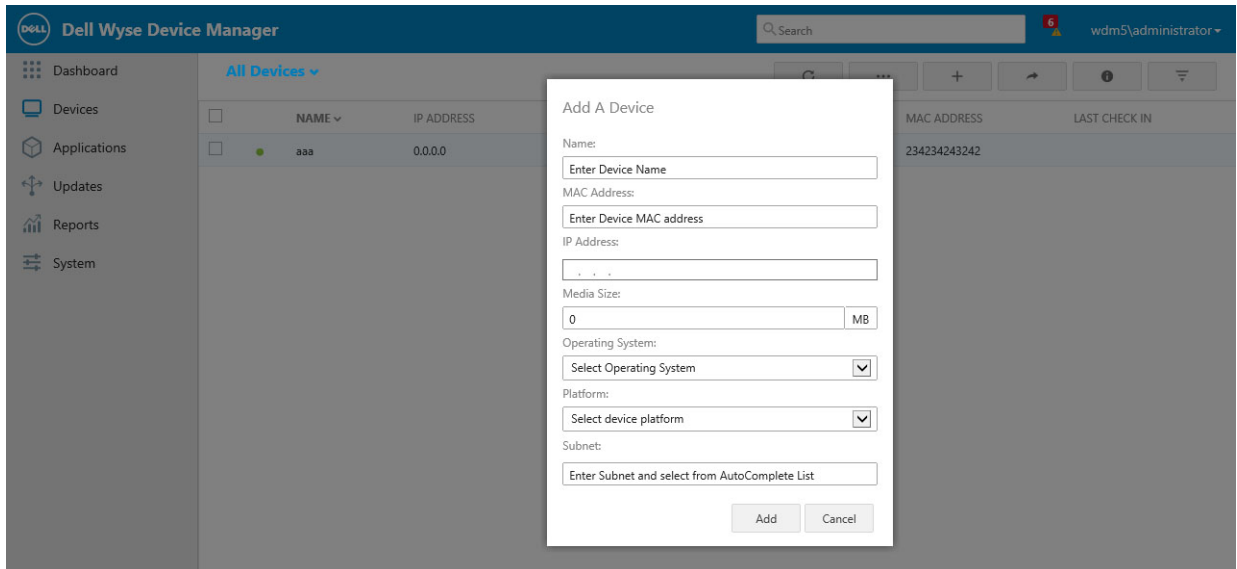 DELL Dell Wyse Device Manager Search 6 wdm5\administrator
Dashboard
Devices
Applications
Updates
Reports
System
All Devices
NAME IP ADDRESS MAC ADDRESS LAST CHECK IN
aaa 0.0.0.0 234234243242
Add A Device
Name:
Enter Device Name
MAC Address:
Enter Device MAC address
IP Address:
. . .
Media Size:
0 MB
Operating System:
Select Operating System
Platform:
Select device platform
Subnet:
Enter Subnet and select from AutoComplete List
Add Cancel